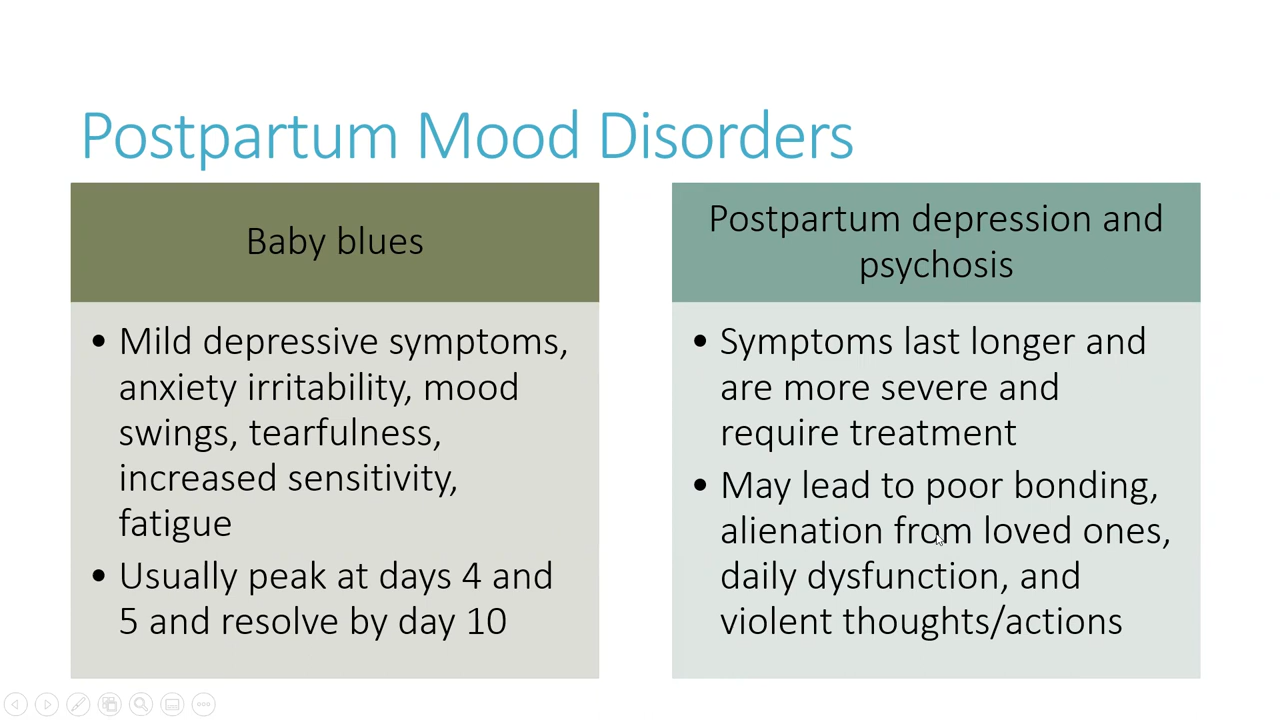 Postpartum Mood Disorders
Baby blues
• Mild depressive symptoms,
anxiety irritability, mood
swings, tearfulness,
increased sensitivity,
fatigue
• Usually peak at days 4 and
5 and resolve by day 10
Postpartum depression and
psychosis
• Symptoms last longer and
are more severe and
require treatment
• May lead to poor bonding,
alienation from loved ones,
daily dysfunction, and
violent thoughts/actions